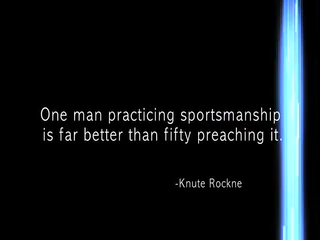 One man practicing sportsmanship
is far better than fifty preaching it.
-Knute Rockne